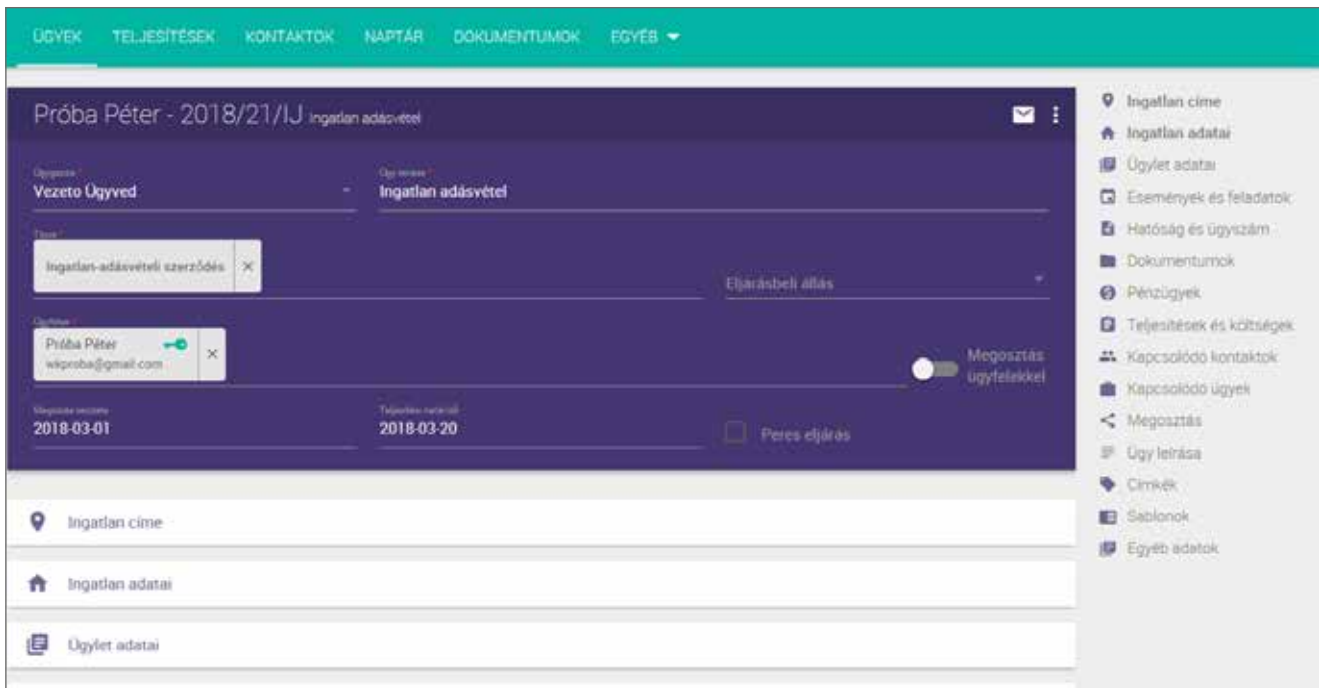 ÜGYEK TELJESÍTÉSEK KONTAKTOK NAPTÁR DOKUMENTUMOK EGYÉB
Próba Péter - 2018/21/IJ Ingatlan adásvétel
Vezeto Ügyved Ingatlan adásvétel
Ingatlan-adásvételi szerződés
Eljárásbeli állás
Próba Péter
wkproba@gmail.com
Megosztás
ügyfelekkel
2018-03-01 2018-03-20
Peres eljárás
Ingatlan címe
Ingatlan adatai
Ügylet adatai
Ingatlan címe
Ingatlan adatai
Ügylet adatai
Események és feladatok
Hatóság és ügyszám
Dokumentumok
Pénzügyek
Teljesítések és költségek
Kapcsolódó kontaktok
Kapcsolódó ügyek
Megosztás
Ügy leírása
Címkék
Sablonok
Egyéb adatok